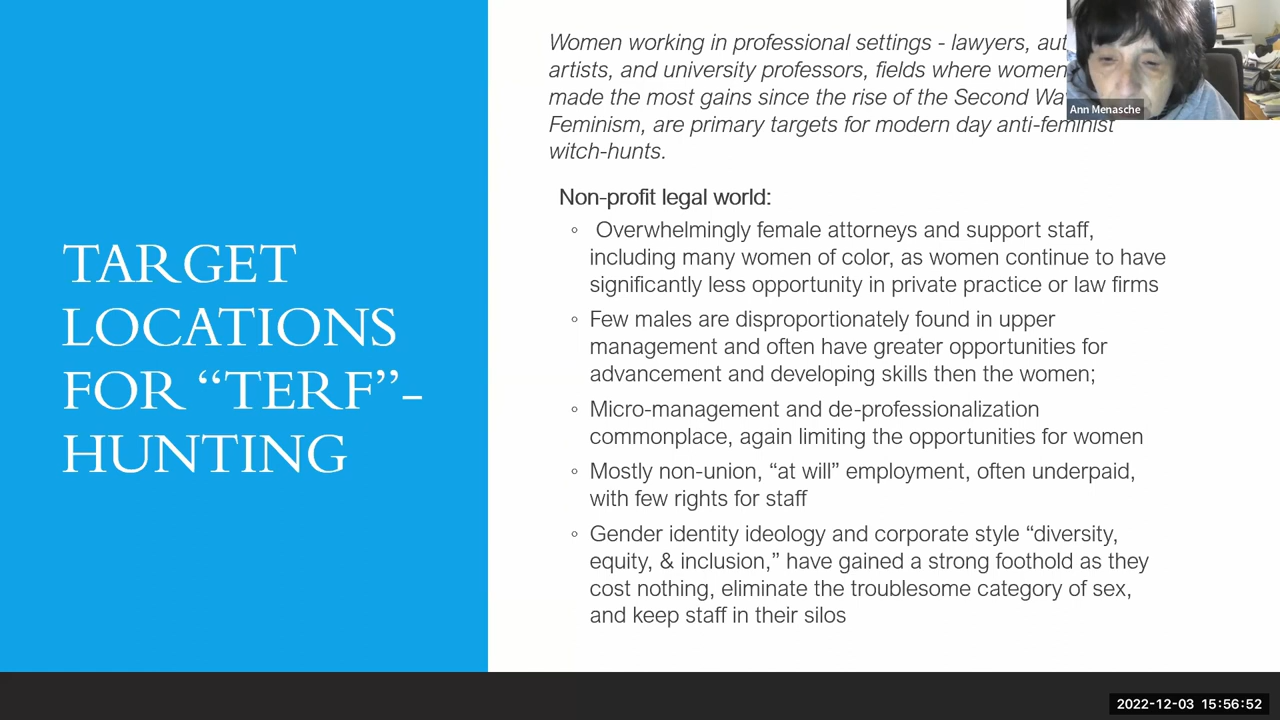 TARGET
LOCATIONS
FOR “TERF”-
HUNTING
Women working in professional settings - lawyers,
artists, and university professors, fields where women
made the most gains since the rise of the Second
Feminism, are primary targets for modern day anti-feminist
witch-hunts.
Non-profit legal world:
◦ Overwhelmingly female attorneys and support staff,
including many women of color, as women continue to have
significantly less opportunity in private practice or law firms
◦ Few males are disproportionately found in upper
management and often have greater opportunities for
advancement and developing skills then the women;
◦ Micro-management and de-professionalization
commonplace, again limiting the opportunities for women
◦ Mostly non-union, “at will” employment, often underpaid,
with few rights for staff
◦ Gender identity ideology and corporate style “diversity,
equity, & inclusion,” have gained a strong foothold as they
cost nothing, eliminate the troublesome category of sex,
and keep staff in their silos
Ann Menasche
2022-12-03 15:56:52